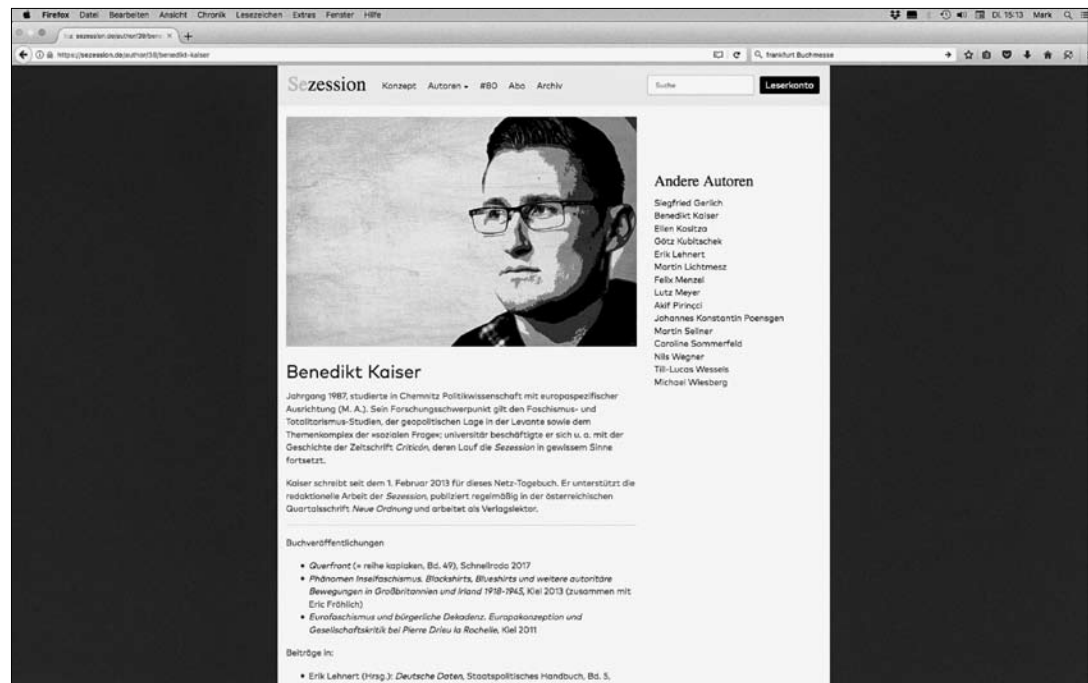 Firefox Datei Bearbeiten Ansicht Chronik Lesezeichen Extras Fenster Hilfe
Di. 15:13 Mark
https://sezession.de/author/38/benedikt-kaiser
frankfurt Buchmesse
Sezession Konzept Autoren #80 Abo Archiv
Suche
Leserkonto
Andere Autoren
Siegfried Gerlich
Benedikt Kaiser
Ellen Kositza
Götz Kubitschek
Erik Lehnert
Martin Lichtmesz
Felix Menzel
Lutz Meyer
Akif Pirinçci
Johannes Konstantin Poensgen
Martin Sellner
Caroline Sommerfeld
Nils Wegner
Till-Lucas Wessels
Michael Wiesberg
Benedikt Kaiser
Jahrgang 1987, studierte in Chemnitz Politikwissenschaft mit europaspezifischer
Ausrichtung (M. A.). Sein Forschungsschwerpunkt gilt den Faschismus- und
Totalitarismus-Studien, der geopolitischen Lage in der Levante sowie dem
Themenkomplex der »sozialen Frage«; universitär beschäftigte er sich u. a. mit der
Geschichte der Zeitschrift Criticón, deren Lauf die Sezession in gewissem Sinne
fortsetzt.
Kaiser schreibt seit dem 1. Februar 2013 für dieses Netz-Tagebuch. Er unterstützt die
redaktionelle Arbeit der Sezession, publiziert regelmäßig in der österreichischen
Quartalsschrift Neue Ordnung und arbeitet als Verlagslektor.
Buchveröffentlichungen
• Querfront (= reihe kaplaken, Bd. 49), Schnellroda 2017
• Phänomen Inselfaschismus. Blackshirts, Blueshirts und weitere autoritäre
Bewegungen in Großbritannien und Irland 1918-1945, Kiel 2013 (zusammen mit
Eric Fröhlich)
• Eurofaschismus und bürgerliche Dekadenz. Europakonzeption und
Gesellschaftskritik bei Pierre Drieu la Rochelle, Kiel 2011
Beiträge in:
• Erik Lehnert (Hrsg.): Deutsche Daten, Staatspolitisches Handbuch, Bd. 5,